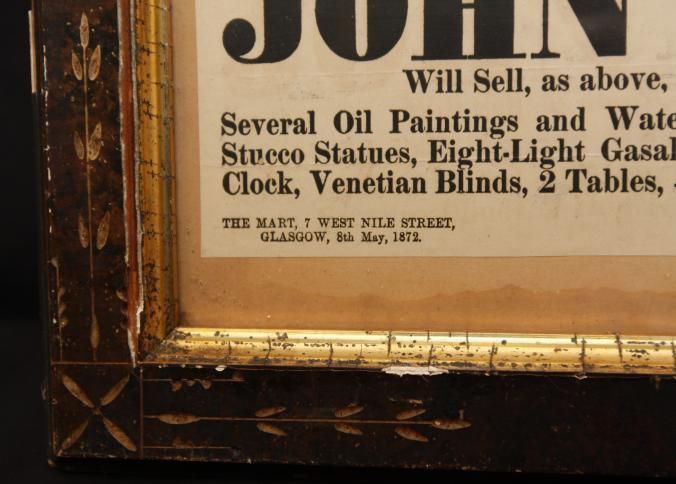 JOHN
Will Sell, as above,
Several Oil Paintings and Wate
Stucco Statues, Eight-Light Gasal
Clock, Venetian Blinds, 2 Tables,
THE MART, 7 WEST NILE STREET,
GLASGOW, 8th May, 1872.